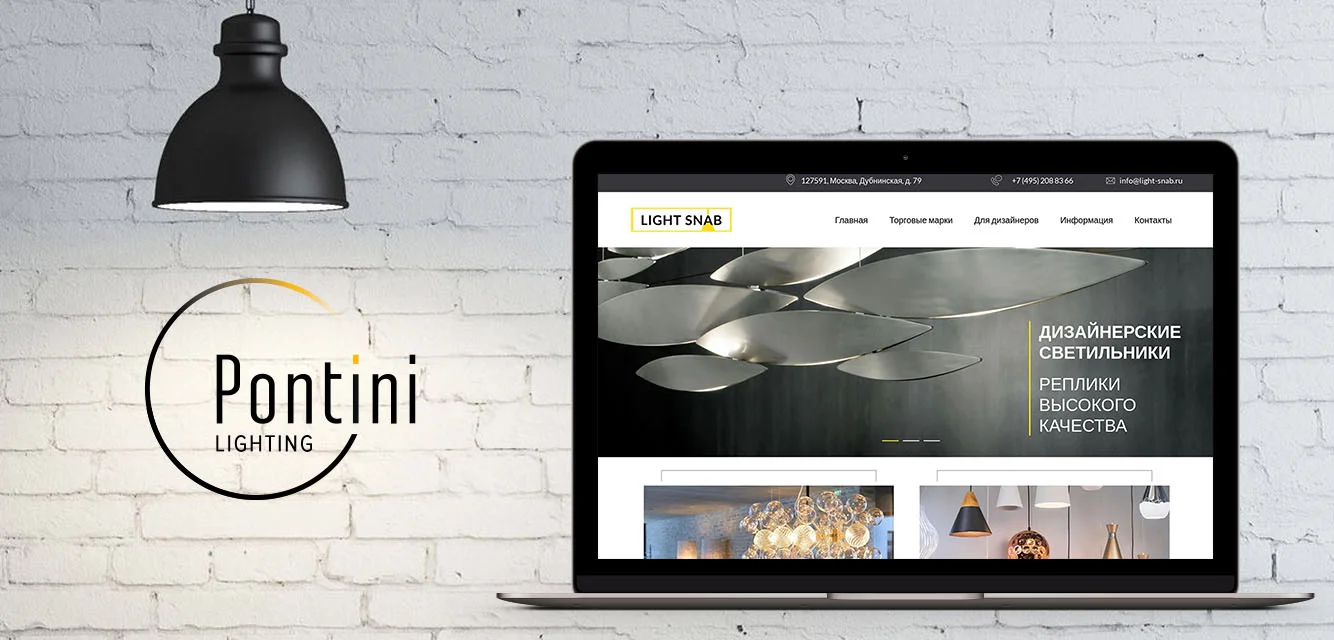 Pontini
LIGHTING
127591, Москва, Дубнинская, д. 79
+7 (495) 208 83 66
info@light-snab.ru
LIGHT SNAB
Главная
Торговые марки
Для дизайнеров
Информация
Контакты
ДИЗАЙНЕРСКИЕ
СВЕТИЛЬНИКИ
РЕПЛИКИ
ВЫСОКОГО
КАЧЕСТВА